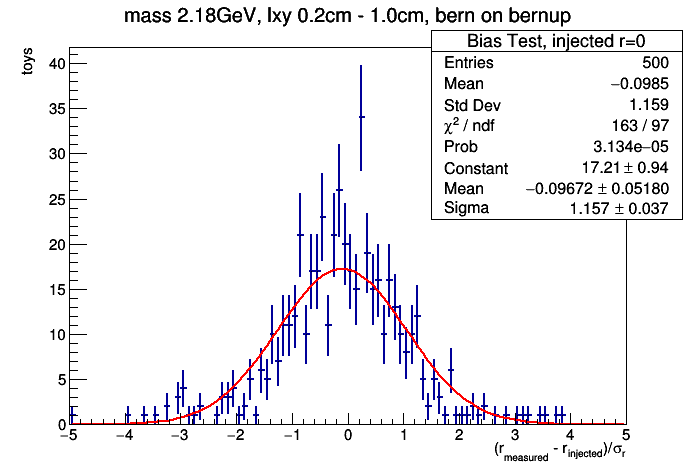 mass 2.18GeV, lxy 0.2cm - 1.0cm, bern on bernup
Bias Test, injected r=0
Entries 500
Mean −0.0985
Std Dev 1.159
χ² / ndf 163 / 97
Prob 3.134e−05
Constant 17.21 ± 0.94
Mean −0.09672 ± 0.05180
Sigma 1.157 ± 0.037
toys
40
35
30
25
20
15
10
5
0
−5 −4 −3 −2 −1 0 1 2 3 4 5
(r_measured - r_injected)/σ_r